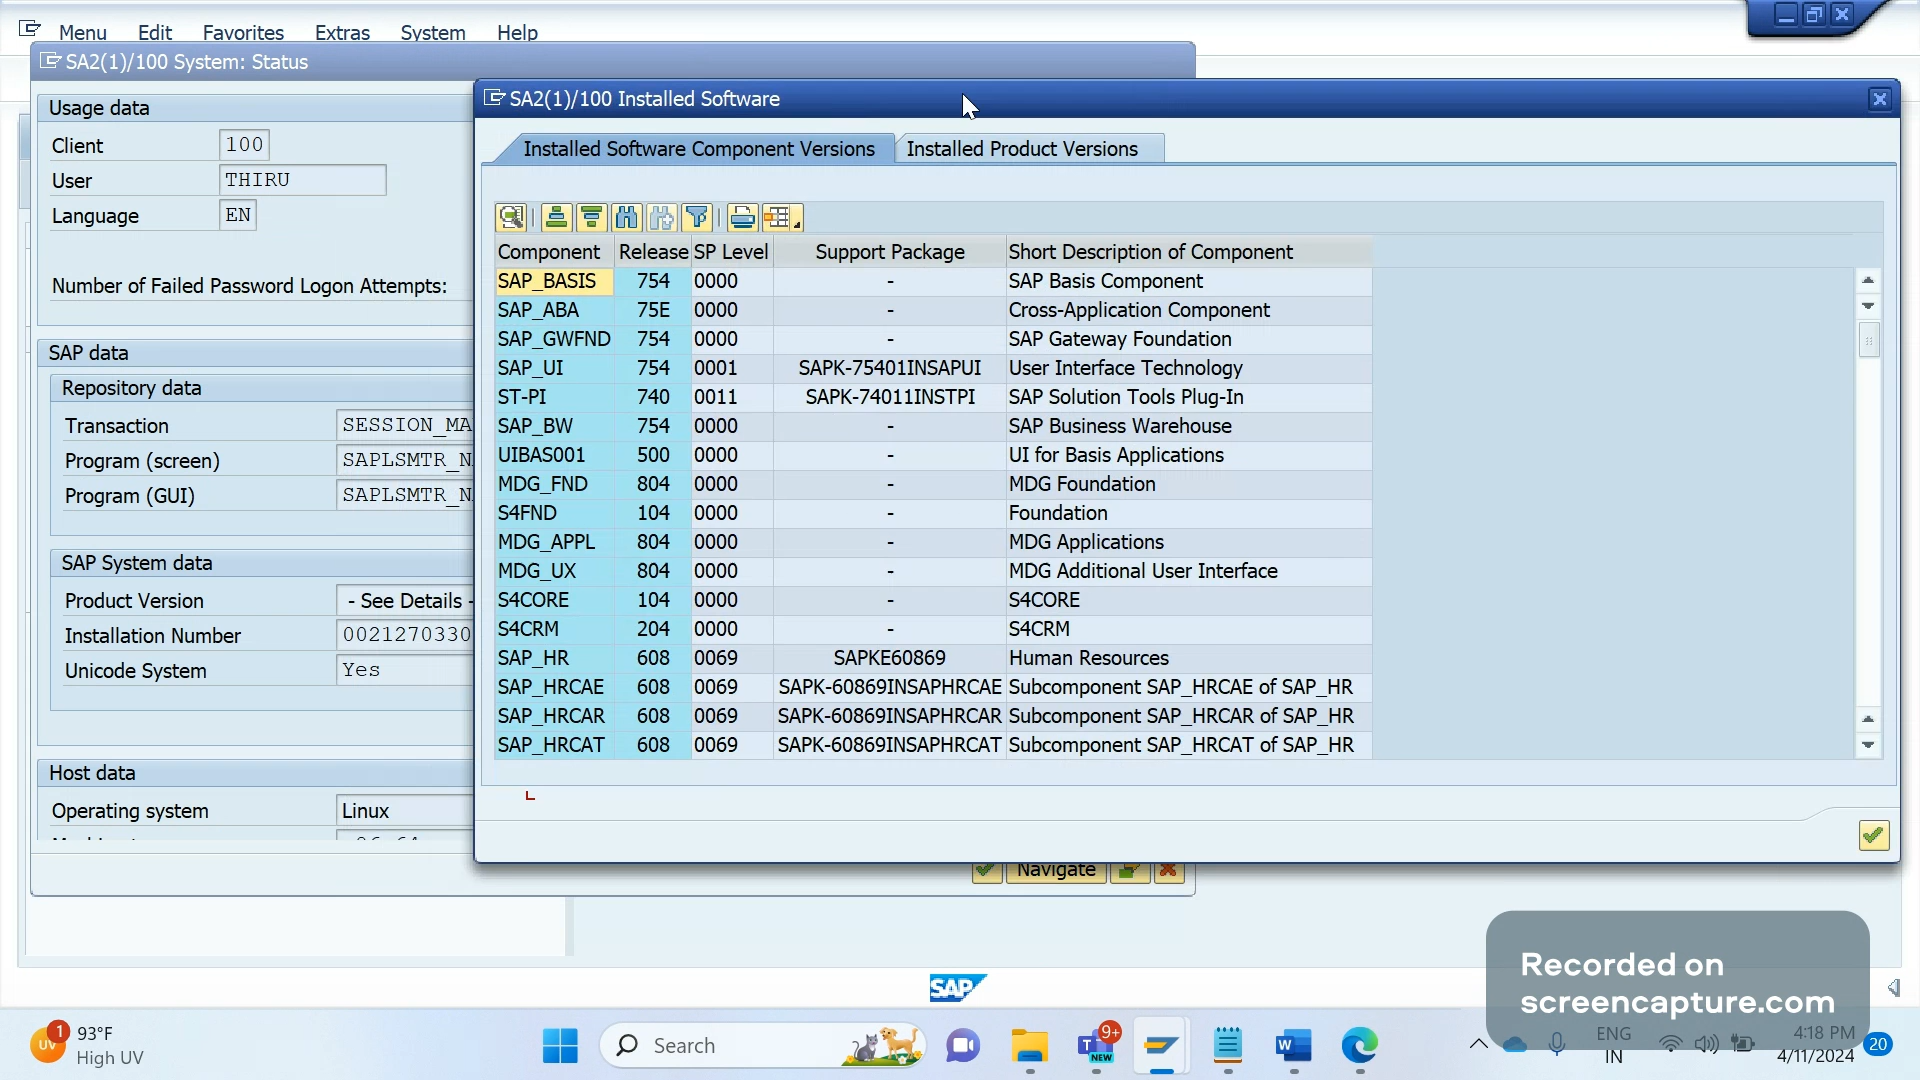 Menu Edit Favorites Extras System Help
SA2(1)/100 System: Status
Usage data
Client 100
User THIRU
Language EN
Number of Failed Password Logon Attempts:
SAP data
Repository data
Transaction SESSION_MA
Program (screen) SAPLSMTR_N
Program (GUI) SAPLSMTR_N
SAP System data
Product Version - See Details -
Installation Number 0021270330
Unicode System Yes
Host data
Operating system Linux
SA2(1)/100 Installed Software
Installed Software Component Versions Installed Product Versions
Component Release SP Level Support Package Short Description of Component
SAP_BASIS 754 0000 - SAP Basis Component
SAP_ABA 75E 0000 - Cross-Application Component
SAP_GWFND 754 0000 - SAP Gateway Foundation
SAP_UI 754 0001 SAPK-75401INSAPUI User Interface Technology
ST-PI 740 0011 SAPK-74011INSTPI SAP Solution Tools Plug-In
SAP_BW 754 0000 - SAP Business Warehouse
UIBAS001 500 0000 - UI for Basis Applications
MDG_FND 804 0000 - MDG Foundation
S4FND 104 0000 - Foundation
MDG_APPL 804 0000 - MDG Applications
MDG_UX 804 0000 - MDG Additional User Interface
S4CORE 104 0000 - S4CORE
S4CRM 204 0000 - S4CRM
SAP_HR 608 0069 SAPKE60869 Human Resources
SAP_HRCAE 608 0069 SAPK-60869INSAPHRCAE Subcomponent SAP_HRCAE of SAP_HR
SAP_HRCAR 608 0069 SAPK-60869INSAPHRCAR Subcomponent SAP_HRCAR of SAP_HR
SAP_HRCAT 608 0069 SAPK-60869INSAPHRCAT Subcomponent SAP_HRCAT of SAP_HR
Navigate
SAP
Recorded on
screencapture.com
1 93°F
UV High UV
Search
9+
NEW
W
ENG
IN
4:18 PM
4/11/2024
20